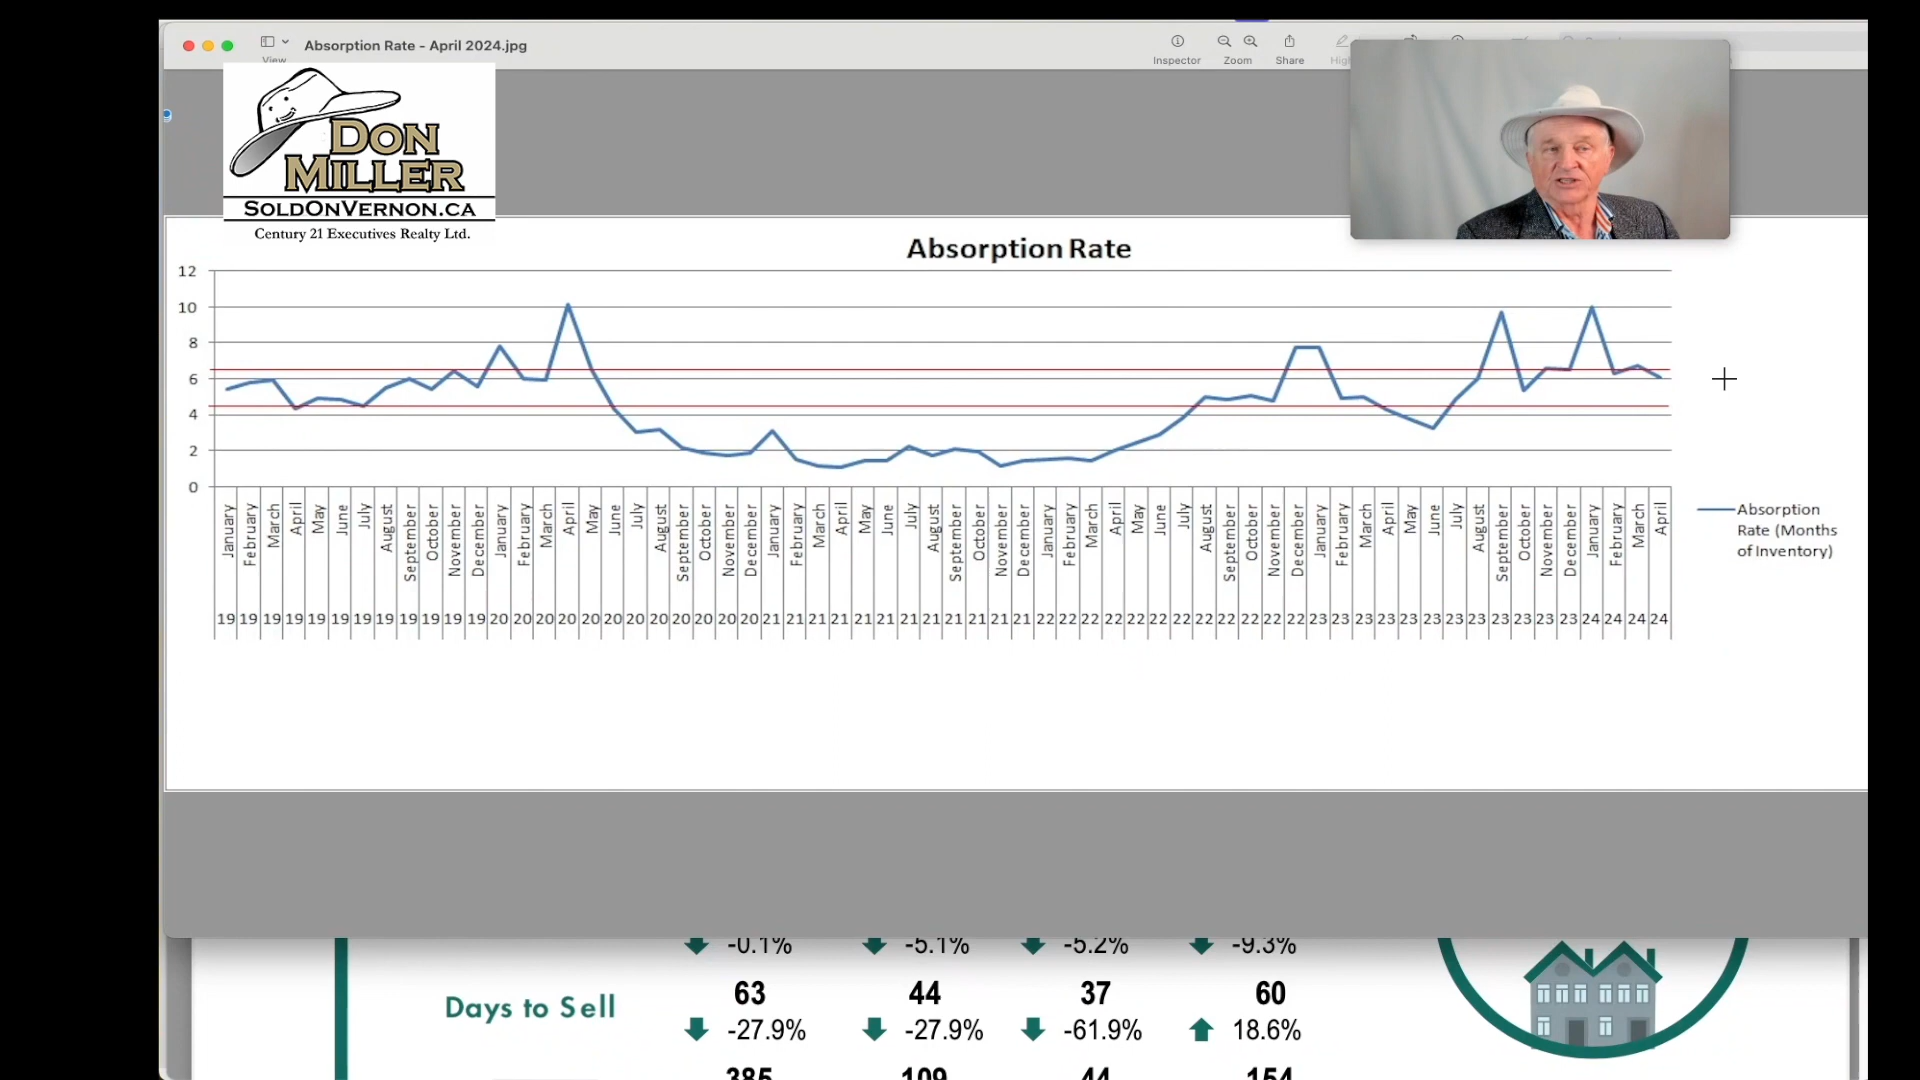 Absorption Rate - April 2024.jpg
View
Inspector Zoom Share
DON
MILLER
SOLDONVERNON.CA
Century 21 Executives Realty Ltd.
Absorption Rate
12
10
8
6
4
2
0
January February March April May June July August September October November December January February March April May June July August September October November December January February March April May June July August September October November December January February March April May June July August September October November December January February March April May June July August September October November December January February March April
19 19 19 19 19 19 19 19 19 19 19 19 20 20 20 20 20 20 20 20 20 20 20 20 21 21 21 21 21 21 21 21 21 21 21 21 22 22 22 22 22 22 22 22 22 22 22 22 23 23 23 23 23 23 23 23 23 23 23 23 24 24 24 24
Absorption
Rate (Months
of Inventory)
-0.1% -5.1% -5.2% -9.3%
Days to Sell 63 44 37 60
-27.9% -27.9% -61.9% 18.6%
385 109 44 154